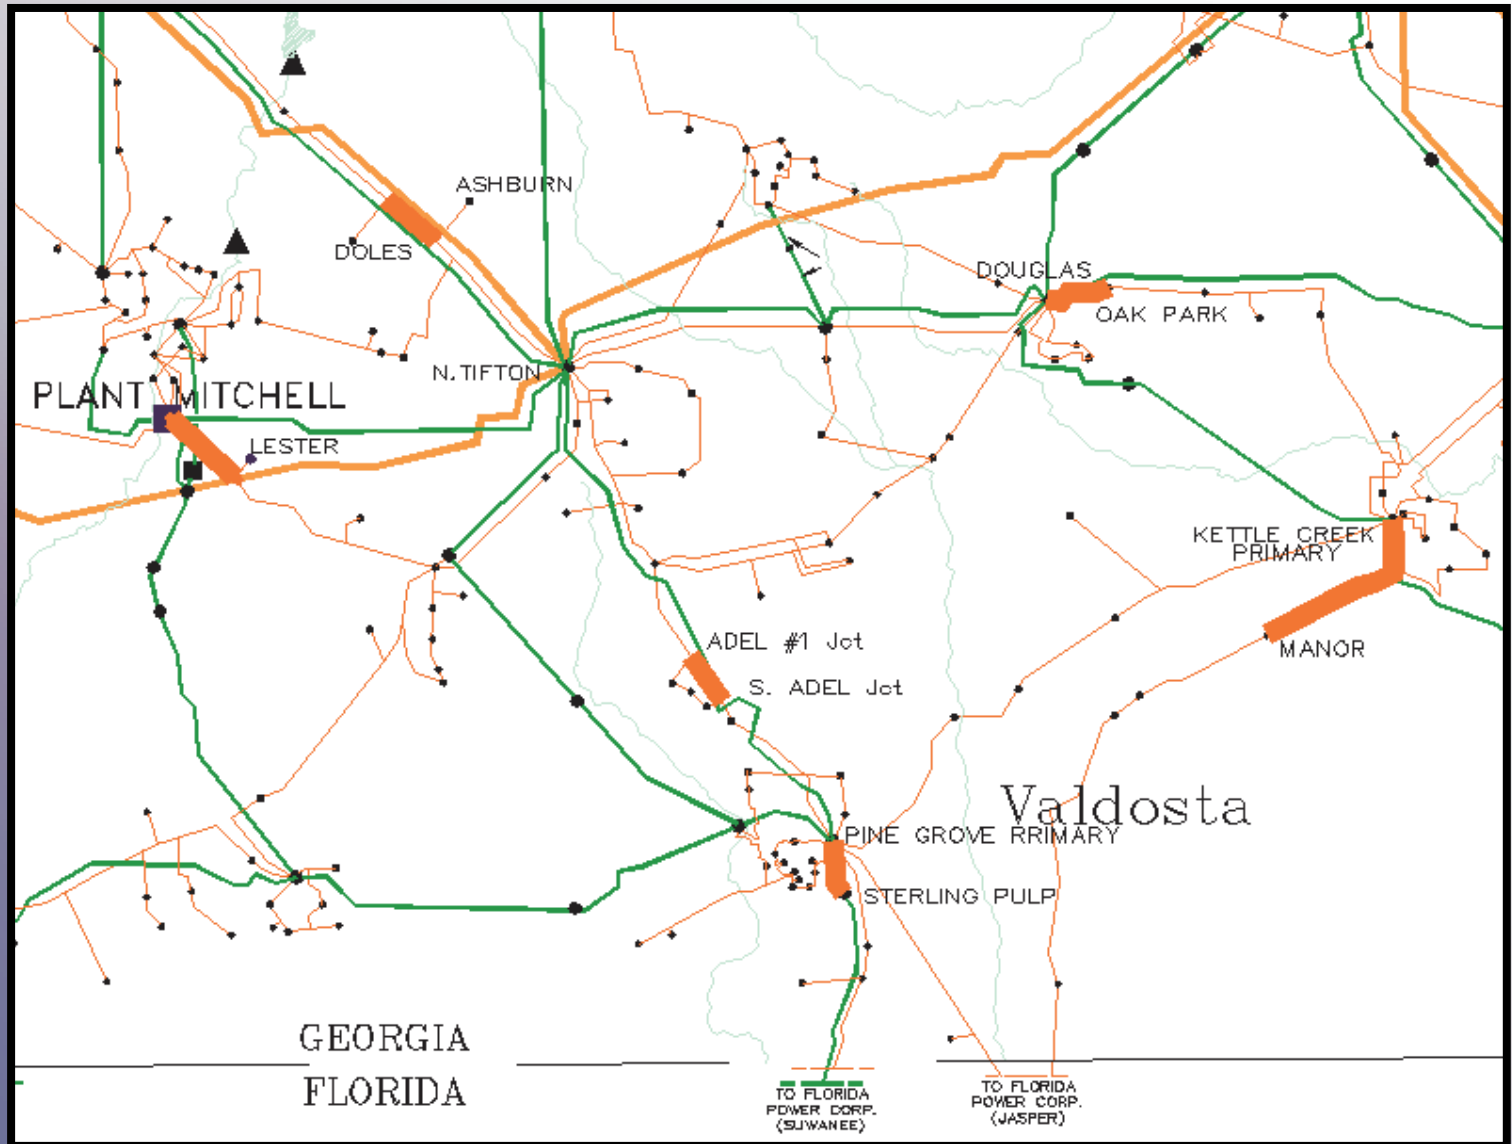 ASHBURN
DOLES
DOUGLAS
OAK PARK
N.TIFTON
PLANT MITCHELL
LESTER
KETTLE CREEK
PRIMARY
ADEL #1 Jct
MANOR
S. ADEL Jct
Valdosta
PINE GROVE RRIMARY
STERLING PULP
GEORGIA
FLORIDA
TO FLORIDA
POWER CORP.
(SUWANEE)
TO FLORIDA
POWER CORP.
(JASPER)